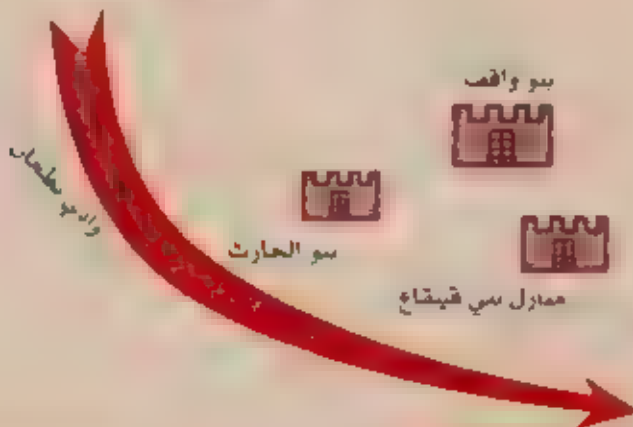 بنو واقف
وادي بطحان
بنو الحارث
منازل بني قينقاع